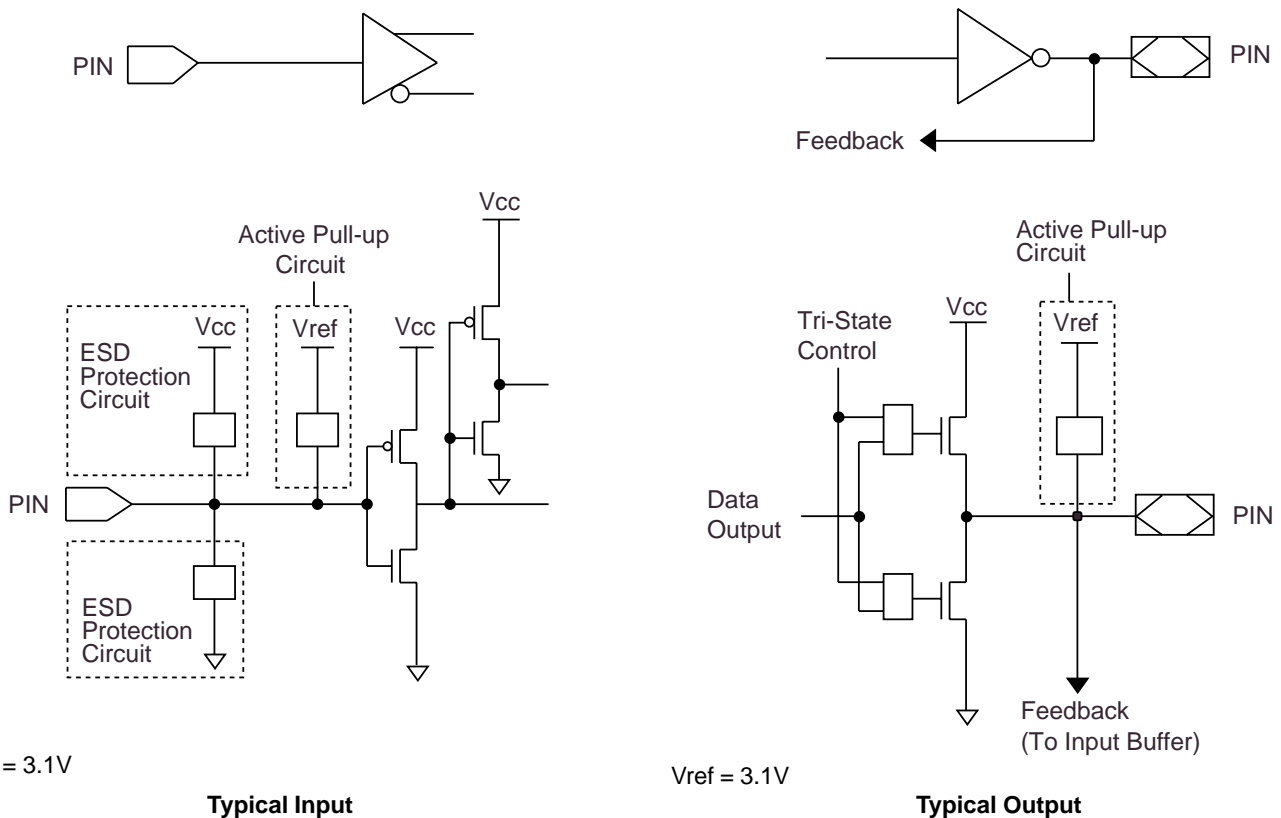 PIN
PIN
Feedback
Vcc
Active Pull-up
Circuit
Vcc
Vref
Vcc
ESD
Protection
Circuit
PIN
ESD
Protection
Circuit
= 3.1V
Typical Input
Active Pull-up
Circuit
Vcc
Vref
Tri-State
Control
Data
Output
PIN
Feedback
(To Input Buffer)
Vref = 3.1V
Typical Output